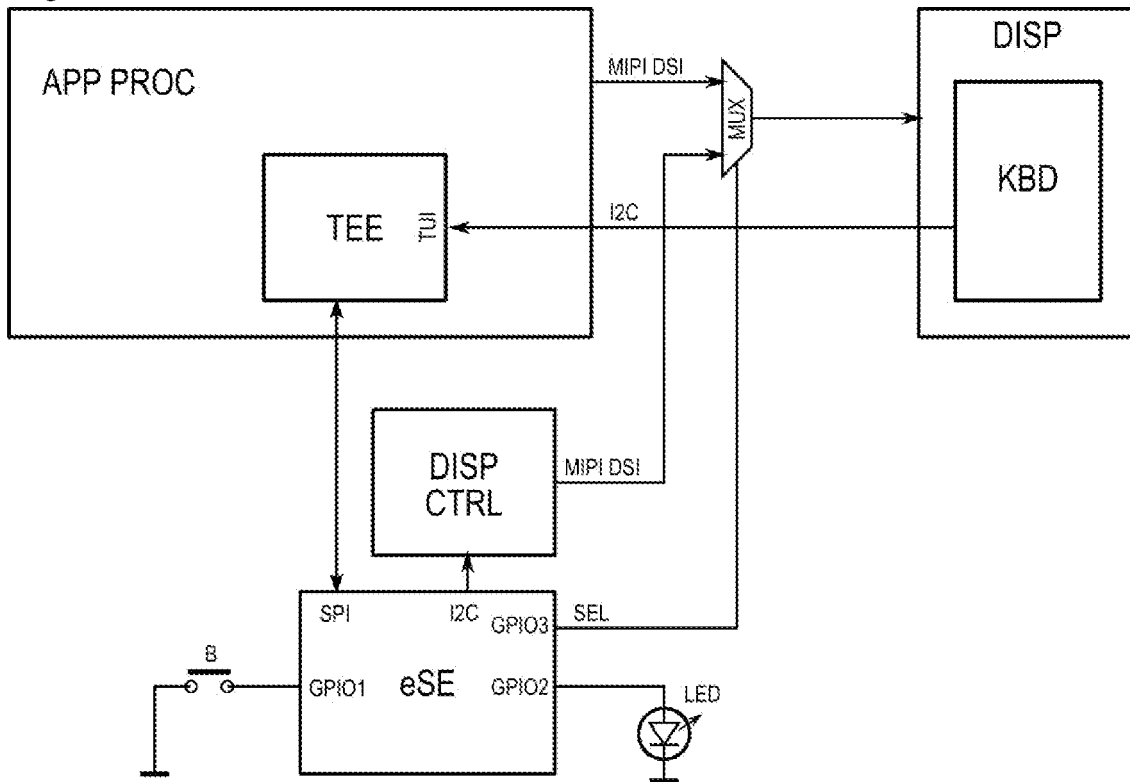 DISP
APP PROC
MIPI DSI
MUX
KBD
TEE
TUI
I2C
DISP
CTRL
MIPI DSI
SPI
I2C
GPIO3
SEL
B
GPIO1
eSE
GPIO2
LED